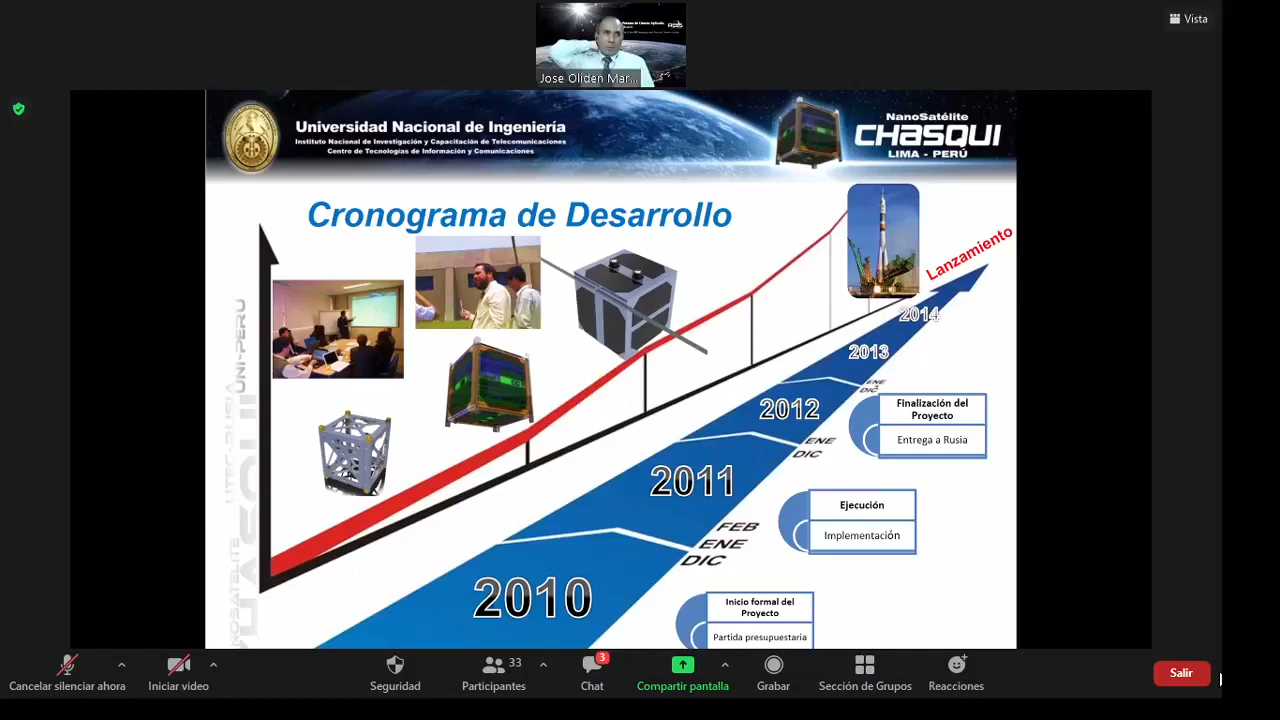 Vista
Jose Oliden Mar...
Universidad Nacional de Ingeniería
Instituto Nacional de Investigación y Capacitación de Telecomunicaciones
Centro de Tecnologías de Información y Comunicaciones
NanoSatélite
CHASQUI
LIMA - PERÚ
Cronograma de Desarrollo
Lanzamiento
2014
2013
ENE
DIC
2012
ENE
DIC
2011
FEB
ENE
DIC
2010
Finalización del
Proyecto
Entrega a Rusia
Ejecución
Implementación
Inicio formal del
Proyecto
Partida presupuestaria
UNI-PERU
Cancelar silenciar ahora
Iniciar video
Seguridad
33
Participantes
3
Chat
Compartir pantalla
Grabar
Sección de Grupos
Reacciones
Salir